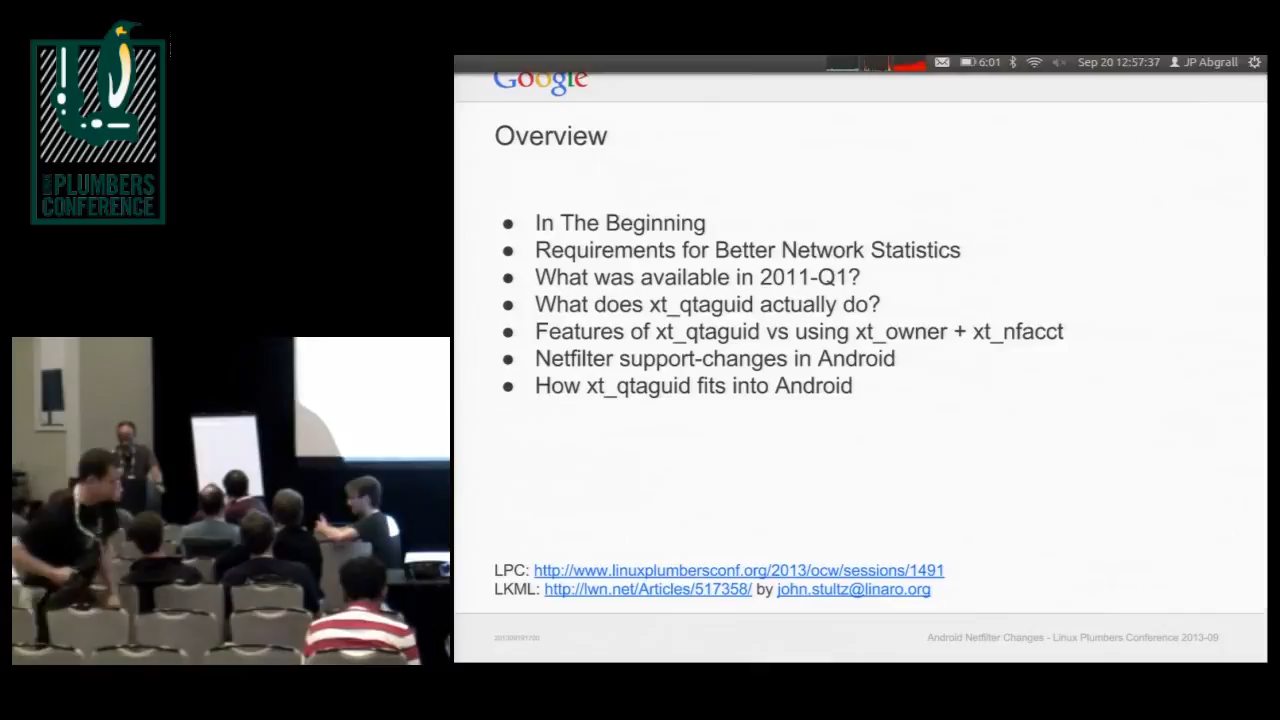 LINUX PLUMBERS
CONFERENCE
6:01
Sep 20 12:57:37
JP Abgrall
Google
Overview
● In The Beginning
● Requirements for Better Network Statistics
● What was available in 2011-Q1?
● What does xt_qtaguid actually do?
● Features of xt_qtaguid vs using xt_owner + xt_nfacct
● Netfilter support-changes in Android
● How xt_qtaguid fits into Android
LPC: http://www.linuxplumbersconf.org/2013/ocw/sessions/1491
LKML: http://lwn.net/Articles/517358/ by john.stultz@linaro.org
Android Netfilter Changes - Linux Plumbers Conference 2013-09